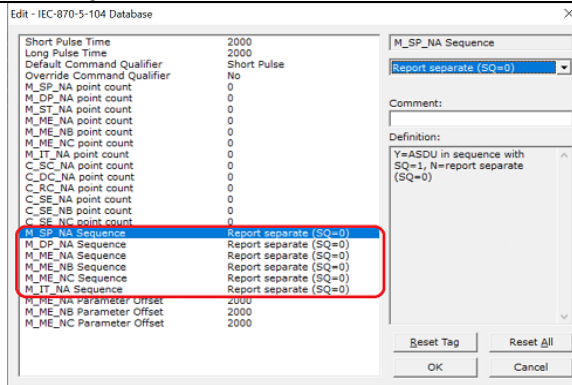 Edit - IEC-870-5-104 Database
Short Pulse Time 2000
Long Pulse Time 2000
Default Command Qualifier Short Pulse
Override Command Qualifier No
M_SP_NA point count 0
M_DP_NA point count 0
M_ST_NA point count 0
M_ME_NA point count 0
M_ME_NB point count 0
M_ME_NC point count 0
M_IT_NA point count 0
C_SC_NA point count 0
C_DC_NA point count 0
C_RC_NA point count 0
C_SE_NA point count 0
C_SE_NB point count 0
C_SE_NC point count 0
M_SP_NA Sequence Report separate (SQ=0)
M_DP_NA Sequence Report separate (SQ=0)
M_ME_NA Sequence Report separate (SQ=0)
M_ME_NB Sequence Report separate (SQ=0)
M_ME_NC Sequence Report separate (SQ=0)
M_IT_NA Sequence Report separate (SQ=0)
M_ME_NA Parameter Offset 2000
M_ME_NB Parameter Offset 2000
M_ME_NC Parameter Offset 2000
M_SP_NA Sequence
Report separate (SQ=0)
Comment:
Definition:
Y=ASDU in sequence with
SQ=1, N=report separate
(SQ=0)
Reset Tag Reset All
OK Cancel